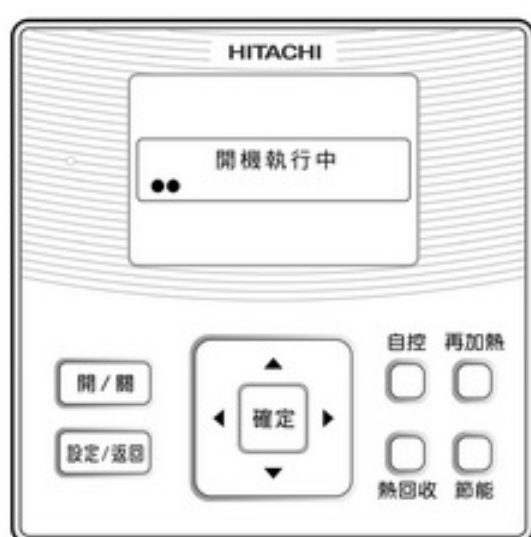 HITACHI
開機執行中
自控 再加熱
開/關
確定
設定/返回
熱回收 節能